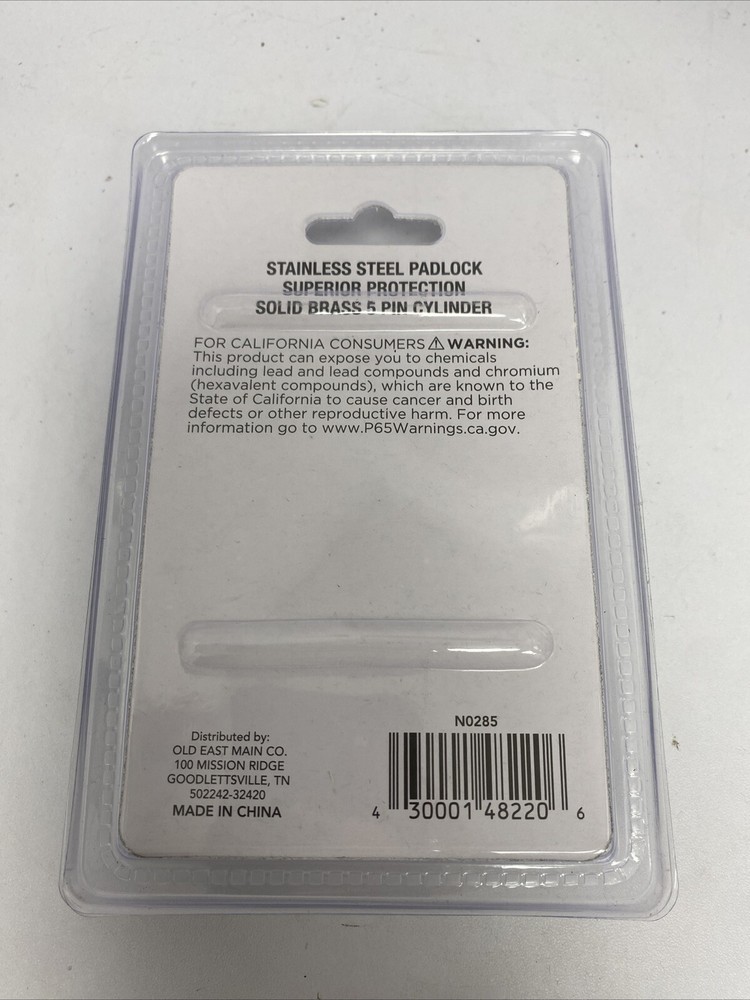 STAINLESS STEEL PADLOCK
SUPERIOR PROTECTION
SOLID BRASS 5 PIN CYLINDER
FOR CALIFORNIA CONSUMERS ⚠ WARNING:
This product can expose you to chemicals
including lead and lead compounds and chromium
(hexavalent compounds), which are known to the
State of California to cause cancer and birth
defects or other reproductive harm. For more
information go to www.P65Warnings.ca.gov.
Distributed by:
OLD EAST MAIN CO.
100 MISSION RIDGE
GOODLETTSVILLE, TN
502242-32420
MADE IN CHINA
N0285
4 30001 48220 6